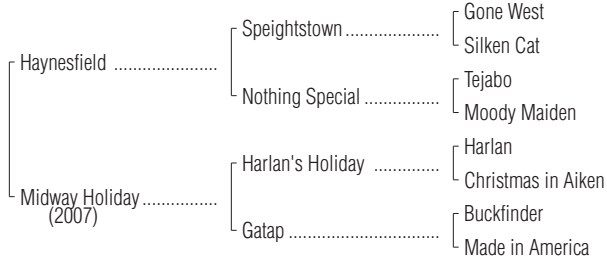 Gone West
Speightstown ....................
Silken Cat
Haynesfield ......................
Tejabo
Nothing Special ................
Moody Maiden
Harlan
Harlan's Holiday ..............
Christmas in Aiken
Midway Holiday ................
(2007)
Buckfinder
Gatap ................................
Made in America